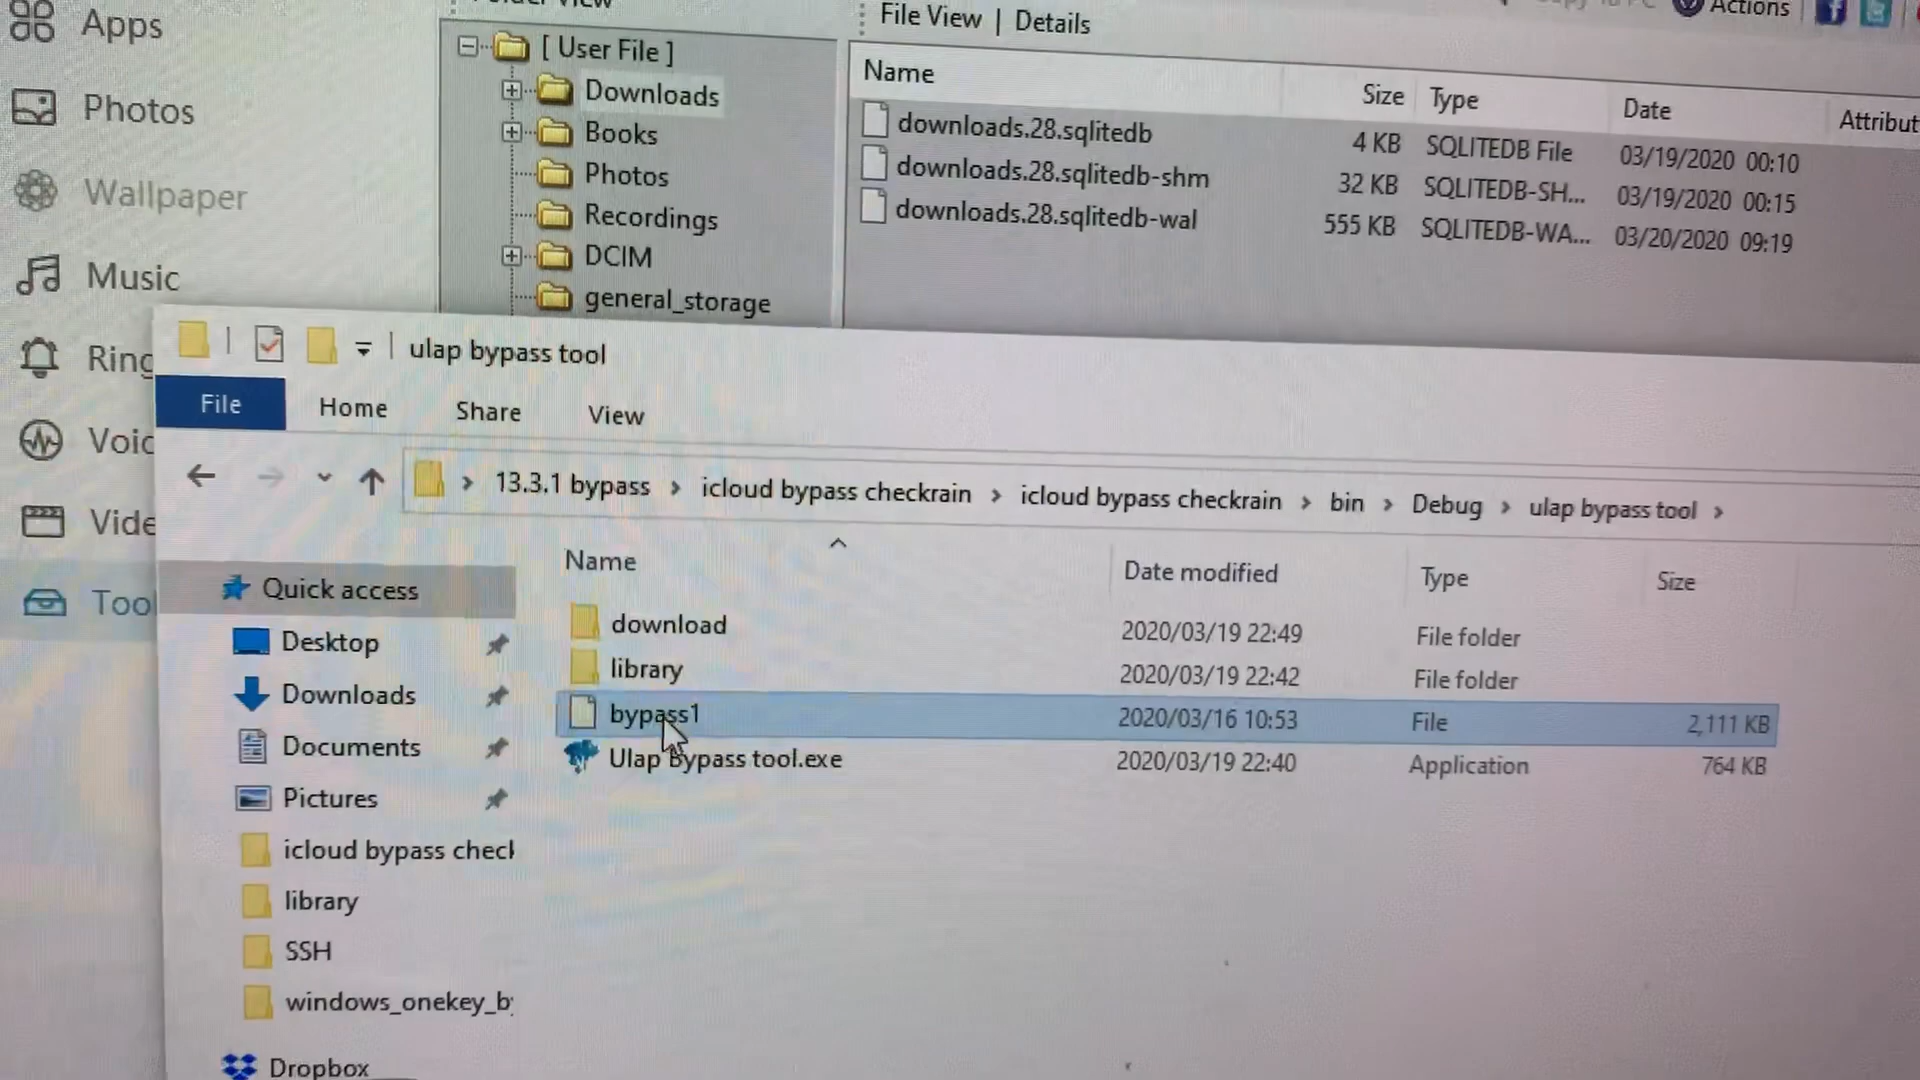 Apps
Photos
Wallpaper
Music
Ring
Voic
Vide
Tool
[ User File ]
Downloads
Books
Photos
Recordings
DCIM
general_storage
File View | Details
Actions
Name Size Type Date Attribut
downloads.28.sqlitedb 4 KB SQLITEDB File 03/19/2020 00:10
downloads.28.sqlitedb-shm 32 KB SQLITEDB-SH... 03/19/2020 00:15
downloads.28.sqlitedb-wal 555 KB SQLITEDB-WA... 03/20/2020 09:19
ulap bypass tool
File Home Share View
13.3.1 bypass > icloud bypass checkrain > icloud bypass checkrain > bin > Debug > ulap bypass tool >
Quick access
Desktop
Downloads
Documents
Pictures
icloud bypass check
library
SSH
windows_onekey_by
Dropbox
Name Date modified Type Size
download 2020/03/19 22:49 File folder
library 2020/03/19 22:42 File folder
bypass1 2020/03/16 10:53 File 2,111 KB
Ulap Bypass tool.exe 2020/03/19 22:40 Application 764 KB